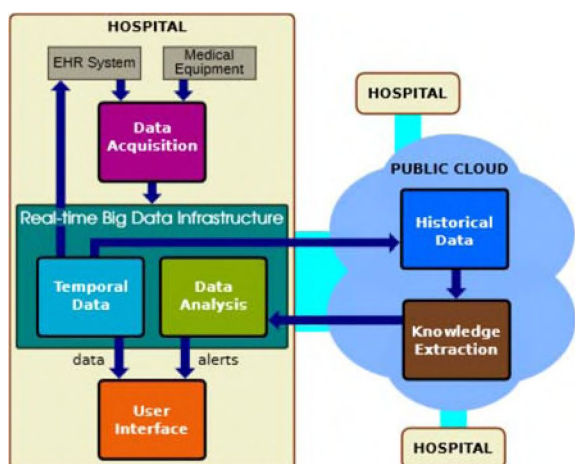 HOSPITAL
EHR System
Medical
Equipment
Data
Acquisition
Real-time Big Data Infrastructure
Temporal
Data
Data
Analysis
data
alerts
User
Interface
HOSPITAL
PUBLIC CLOUD
Historical
Data
Knowledge
Extraction
HOSPITAL